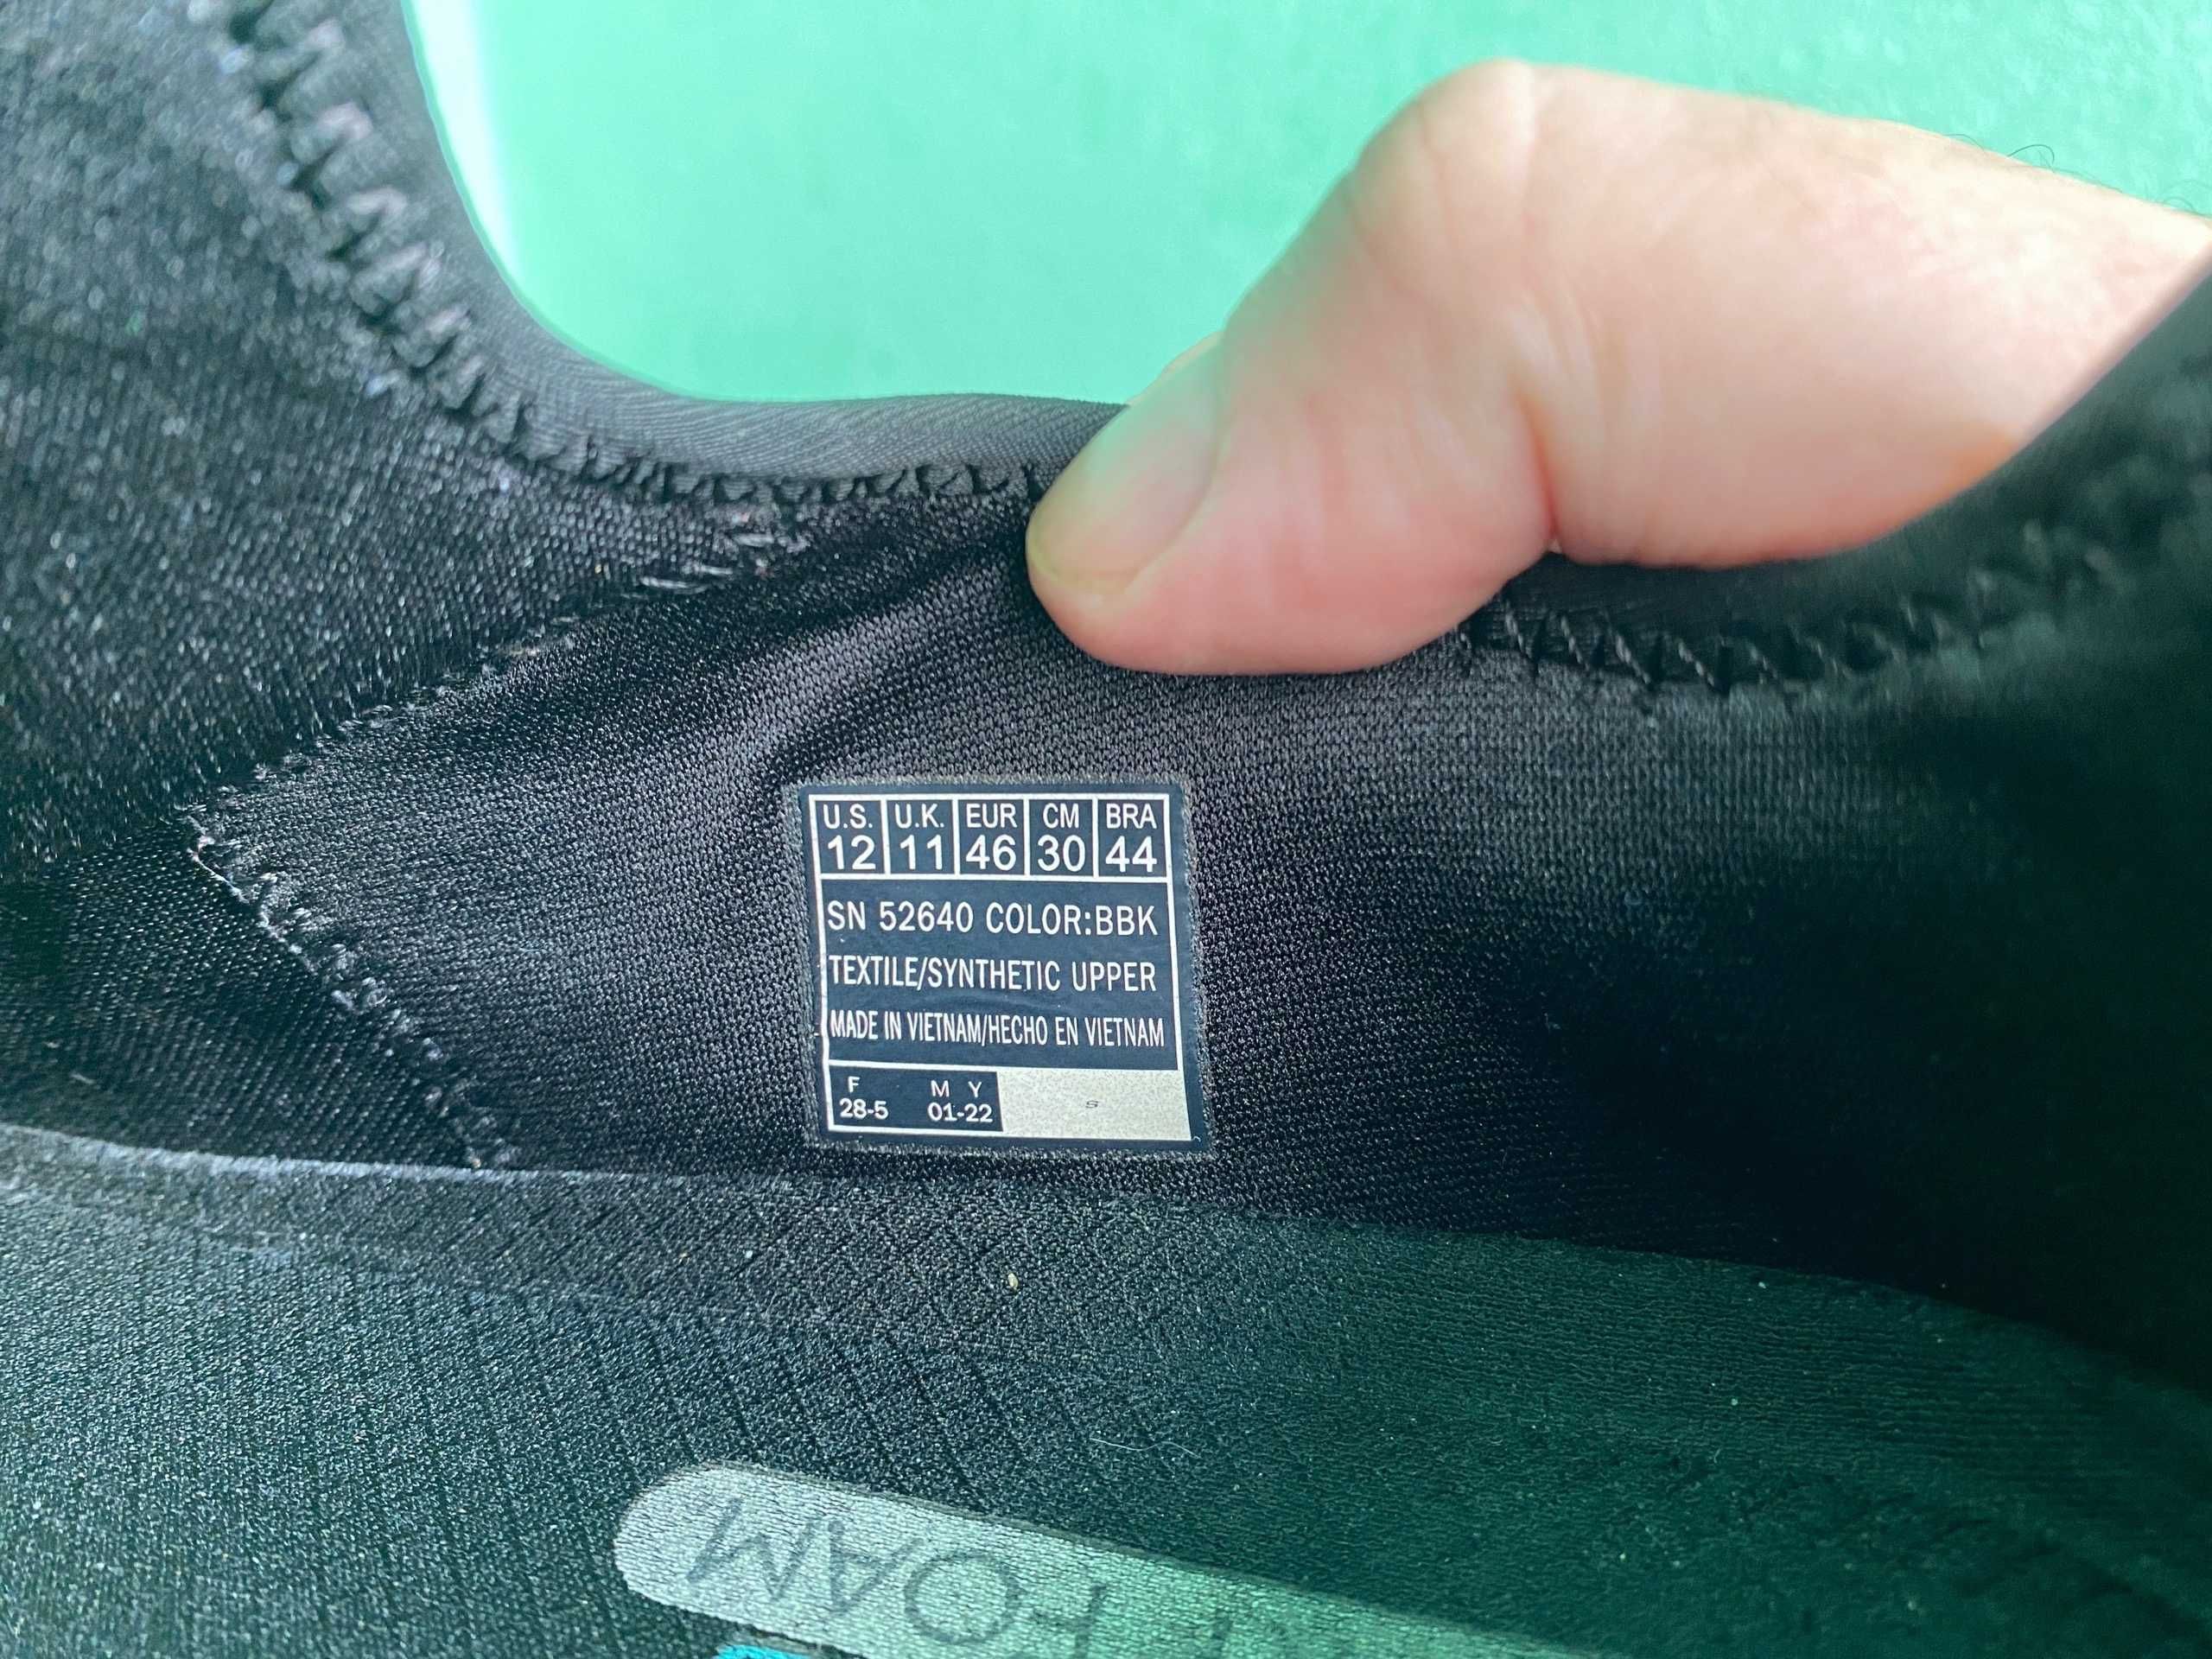 U.S. U.K. EUR CM BRA
12 11 46 30 44
SN 52640 COLOR:BBK
TEXTILE/SYNTHETIC UPPER
MADE IN VIETNAM/HECHO EN VIETNAM
F M Y
28-5 01-22
S
FOAM